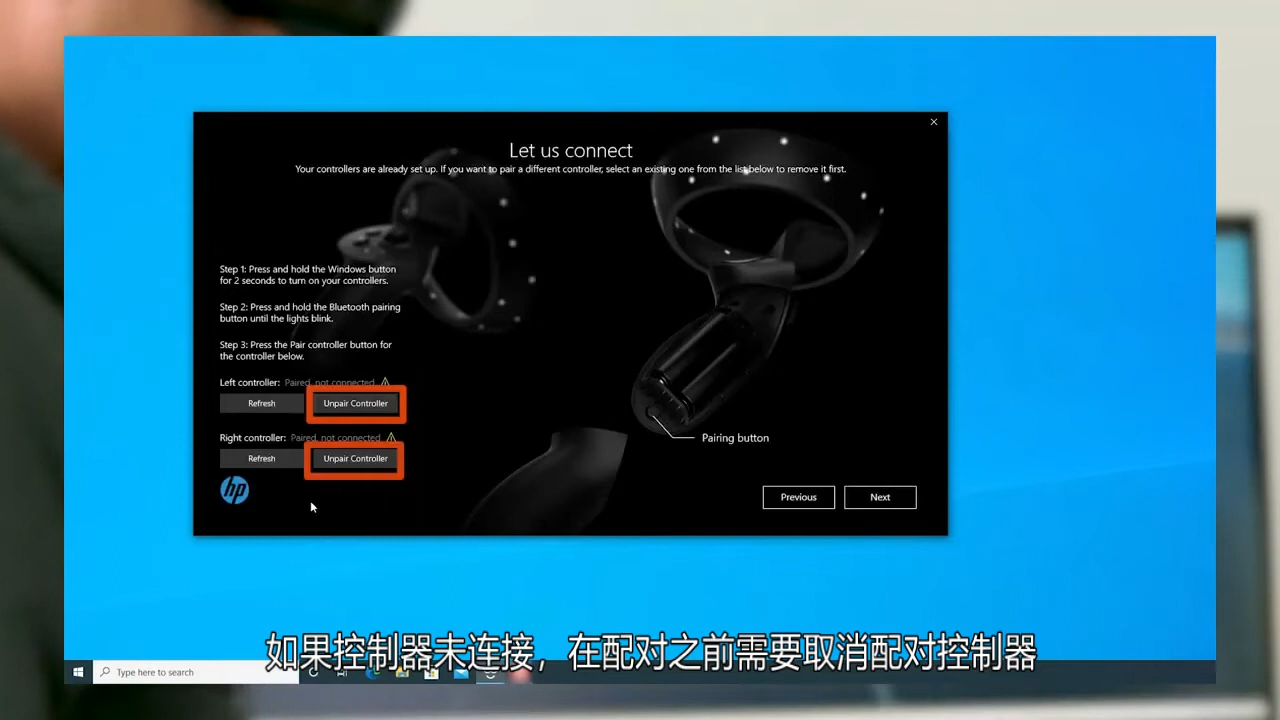 Let us connect
Your controllers are already set up. If you want to pair a different controller, select an existing one from the list below to remove it first.
Step 1: Press and hold the Windows button
for 2 seconds to turn on your controllers.
Step 2: Press and hold the Bluetooth pairing
button until the lights blink.
Step 3: Press the Pair controller button for
the controller below.
Left controller: Paired, not connected
Refresh
Unpair Controller
Right controller: Paired, not connected
Refresh
Unpair Controller
Pairing button
hp
Previous
Next
如果控制器未连接，在配对之前需要取消配对控制器
Type here to search